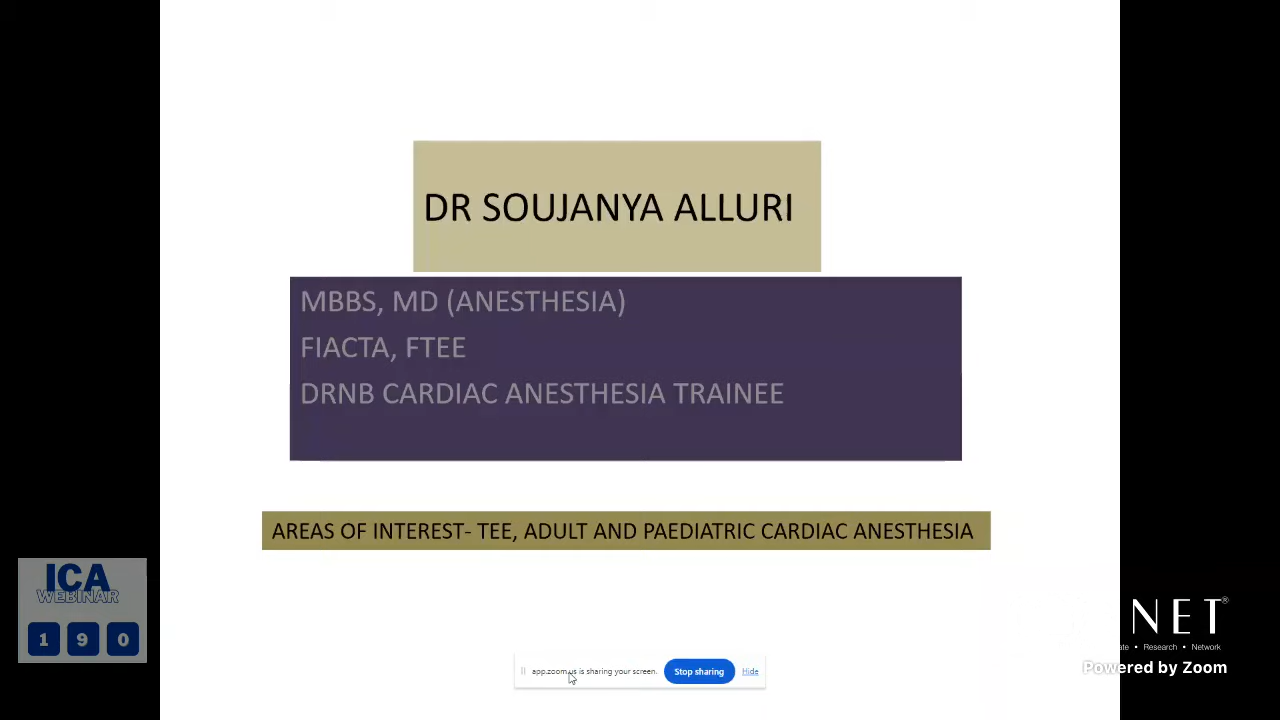 DR SOUJANYA ALLURI
MBBS, MD (ANESTHESIA)
FIACTA, FTEE
DRNB CARDIAC ANESTHESIA TRAINEE
AREAS OF INTEREST- TEE, ADULT AND PAEDIATRIC CARDIAC ANESTHESIA
ICA
WEBINAR
1 9 0
NET®
• Research • Network
Powered by Zoom
app.zoom.us is sharing your screen. Stop sharing Hide